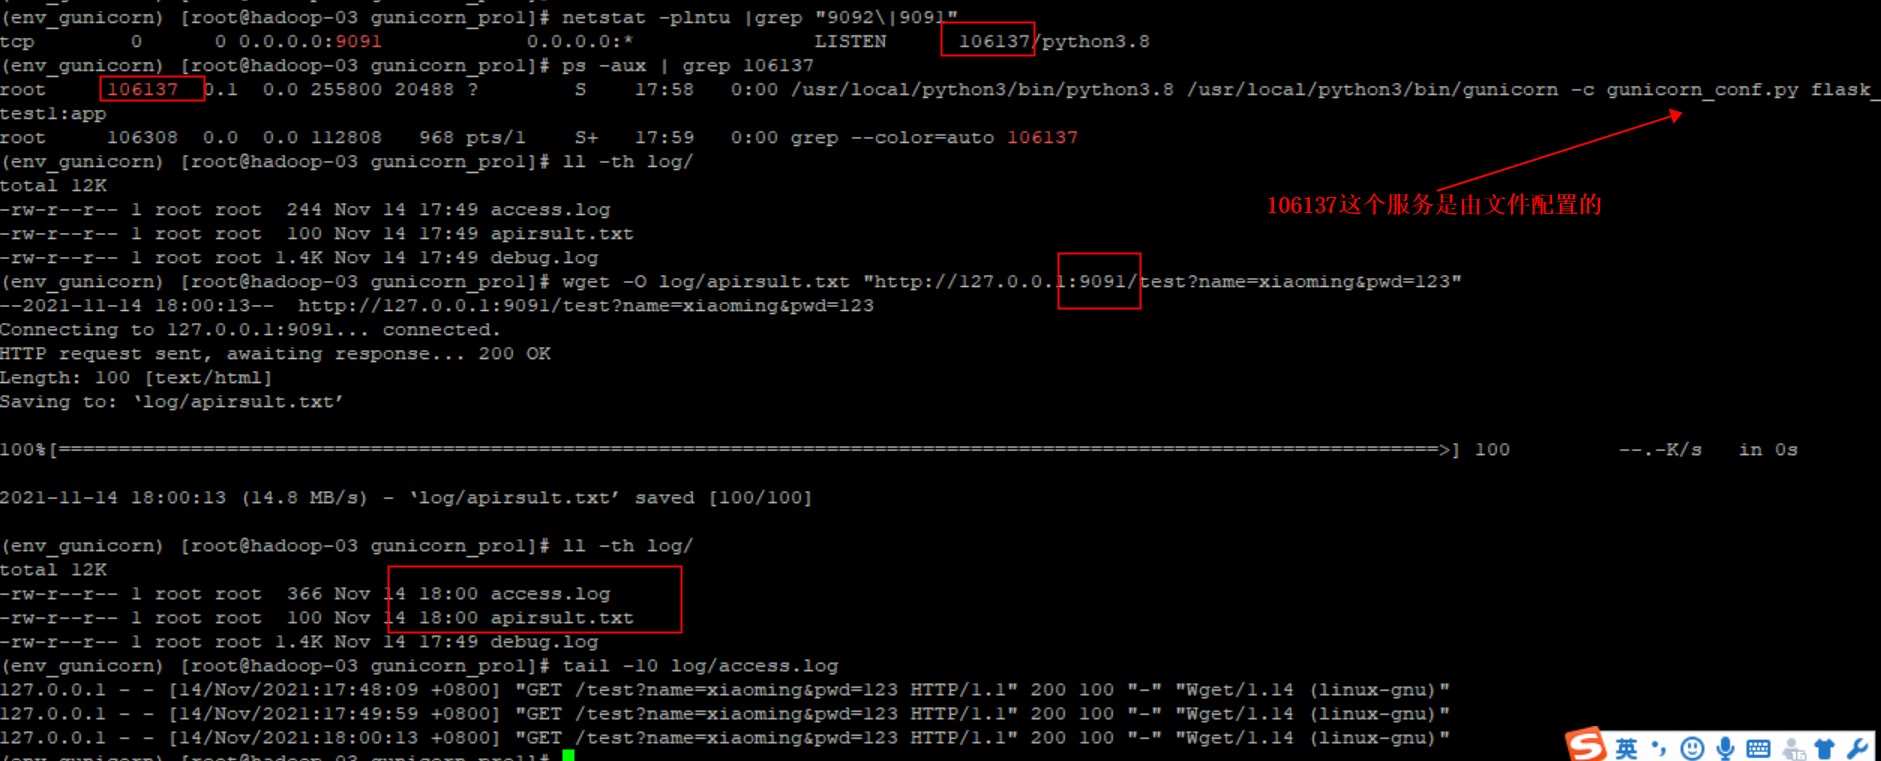 (env_gunicorn) [root@hadoop-03 gunicorn_pro1]# netstat -plntu |grep "9092\|9091"
tcp        0      0 0.0.0.0:9091            0.0.0.0:*               LISTEN      106137/python3.8
(env_gunicorn) [root@hadoop-03 gunicorn_pro1]# ps -aux | grep 106137
root     106137  0.1  0.0 255800 20488 ?        S    17:58   0:00 /usr/local/python3/bin/python3.8 /usr/local/python3/bin/gunicorn -c gunicorn_conf.py flask_
test1:app
root     106308  0.0  0.0 112808   968 pts/1    S+   17:59   0:00 grep --color=auto 106137
(env_gunicorn) [root@hadoop-03 gunicorn_pro1]# ll -th log/
total 12K
106137这个服务是由文件配置的
-rw-r--r-- 1 root root  244 Nov 14 17:49 access.log
-rw-r--r-- 1 root root  100 Nov 14 17:49 apirsult.txt
-rw-r--r-- 1 root root 1.4K Nov 14 17:49 debug.log
(env_gunicorn) [root@hadoop-03 gunicorn_pro1]# wget -O log/apirsult.txt "http://127.0.0.1:9091/test?name=xiaoming&pwd=123"
--2021-11-14 18:00:13--  http://127.0.0.1:9091/test?name=xiaoming&pwd=123
Connecting to 127.0.0.1:9091... connected.
HTTP request sent, awaiting response... 200 OK
Length: 100 [text/html]
Saving to: ‘log/apirsult.txt’
100%[===================================================================================================================>] 100         --.-K/s   in 0s
2021-11-14 18:00:13 (14.8 MB/s) - ‘log/apirsult.txt’ saved [100/100]
(env_gunicorn) [root@hadoop-03 gunicorn_pro1]# ll -th log/
total 12K
-rw-r--r-- 1 root root  366 Nov 14 18:00 access.log
-rw-r--r-- 1 root root  100 Nov 14 18:00 apirsult.txt
-rw-r--r-- 1 root root 1.4K Nov 14 17:49 debug.log
(env_gunicorn) [root@hadoop-03 gunicorn_pro1]# tail -10 log/access.log
127.0.0.1 - - [14/Nov/2021:17:48:09 +0800] "GET /test?name=xiaoming&pwd=123 HTTP/1.1" 200 100 "-" "Wget/1.14 (linux-gnu)"
127.0.0.1 - - [14/Nov/2021:17:49:59 +0800] "GET /test?name=xiaoming&pwd=123 HTTP/1.1" 200 100 "-" "Wget/1.14 (linux-gnu)"
127.0.0.1 - - [14/Nov/2021:18:00:13 +0800] "GET /test?name=xiaoming&pwd=123 HTTP/1.1" 200 100 "-" "Wget/1.14 (linux-gnu)"
(env_gunicorn) [root@hadoop-03 gunicorn_pro1]#
英